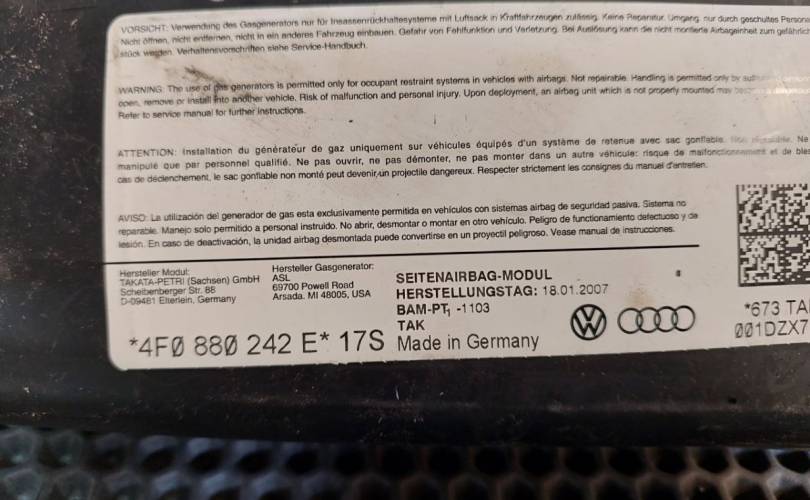 VORSICHT: Verwendung des Gasgenerators nur für Insassenrückhaltesysteme mit Luftsack in Kraftfahrzeugen zulässig. Keine Reparatur. Umgang nur durch geschultes
Nicht öffnen, nicht entfernen, nicht in ein anderes Fahrzeug einbauen. Gefahr von Fehlfunktion und Verletzung. Bei Auslösung kann die nicht montierte Airbageinheit zum
werden. Verhaltensvorschriften siehe Service-Handbuch.
WARNING: The use of gas generators is permitted only for occupant restraint systems in vehicles with airbags. Not repairable. Handling is permitted only by
open, remove or install into another vehicle. Risk of malfunction and personal injury. Upon deployment, an airbag unit which is not properly mounted may
Refer to service manual for further instructions.
ATTENTION: Installation du générateur de gaz uniquement sur véhicules équipés d'un système de retenue avec sac gonflable. Ne
manipulé que par personnel qualifié. Ne pas ouvrir, ne pas démonter, ne pas monter dans un autre véhicule: risque de et de
cas de déclenchement, le sac gonflable non monté peut devenir un projectile dangereux. Respecter strictement les consignes du manuel d'entretien.
AVISO: La utilización del generador de gas esta exclusivamente permitida en vehículos con sistemas airbag de seguridad pasiva. Sistema no
reparable. Manejo solo permitido a personal instruido. No abrir, desmontar o montar en otro vehículo. Peligro de funcionamiento defectuoso y de
lesión. En caso de deactivación, la unidad airbag desmontada puede convertirse en un proyectil peligroso. Vease manual de instrucciones.
Hersteller Modul:
TAKATA-PETRI (Sachsen) GmbH
Scheibenberger Str. 88
D-09481 Elterlein, Germany
Hersteller Gasgenerator:
ASL
69700 Powell Road
Arsada. MI 48005, USA
SEITENAIRBAG-MODUL
HERSTELLUNGSTAG: 18.01.2007
BAM-PT1 -1103
TAK
Made in Germany
*4F0 880 242 E* 17S
*673 TA
001DZX7